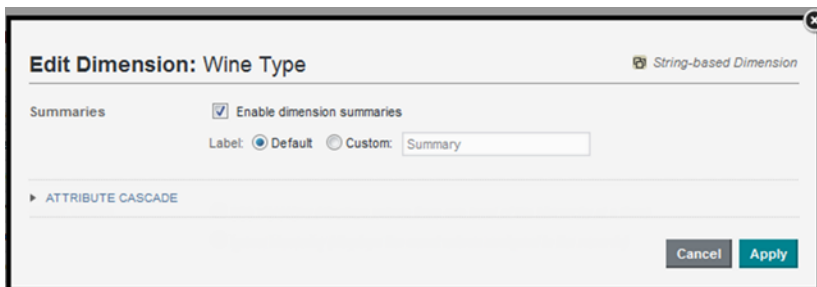 Edit Dimension: Wine Type
String-based Dimension
Summaries
Enable dimension summaries
Label: Default Custom: Summary
ATTRIBUTE CASCADE
Cancel Apply